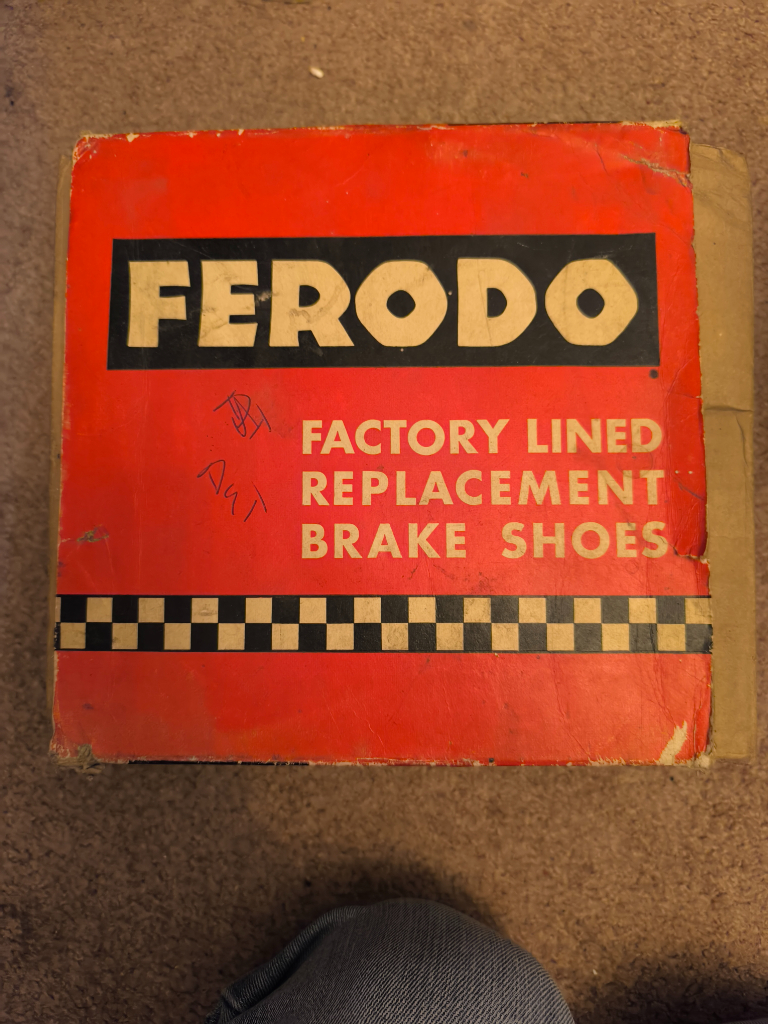 FERODO
FACTORY LINED
REPLACEMENT
BRAKE SHOES